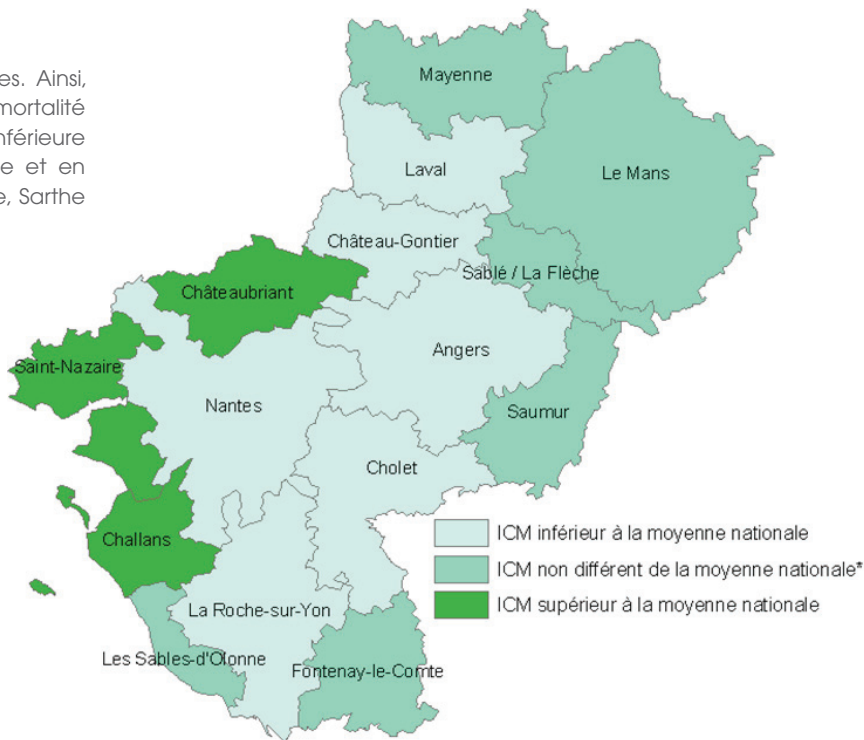 es. Ainsi,
mortalité
nférieure
e et en
e, Sarthe
Mayenne
Laval
Le Mans
Château-Gontier
Sablé / La Flèche
Châteaubriant
Angers
Saint-Nazaire
Nantes
Saumur
Cholet
Challans
La Roche-sur-Yon
Les Sables-d'Olonne
Fontenay-le-Comte
ICM inférieur à la moyenne nationale
ICM non différent de la moyenne nationale*
ICM supérieur à la moyenne nationale